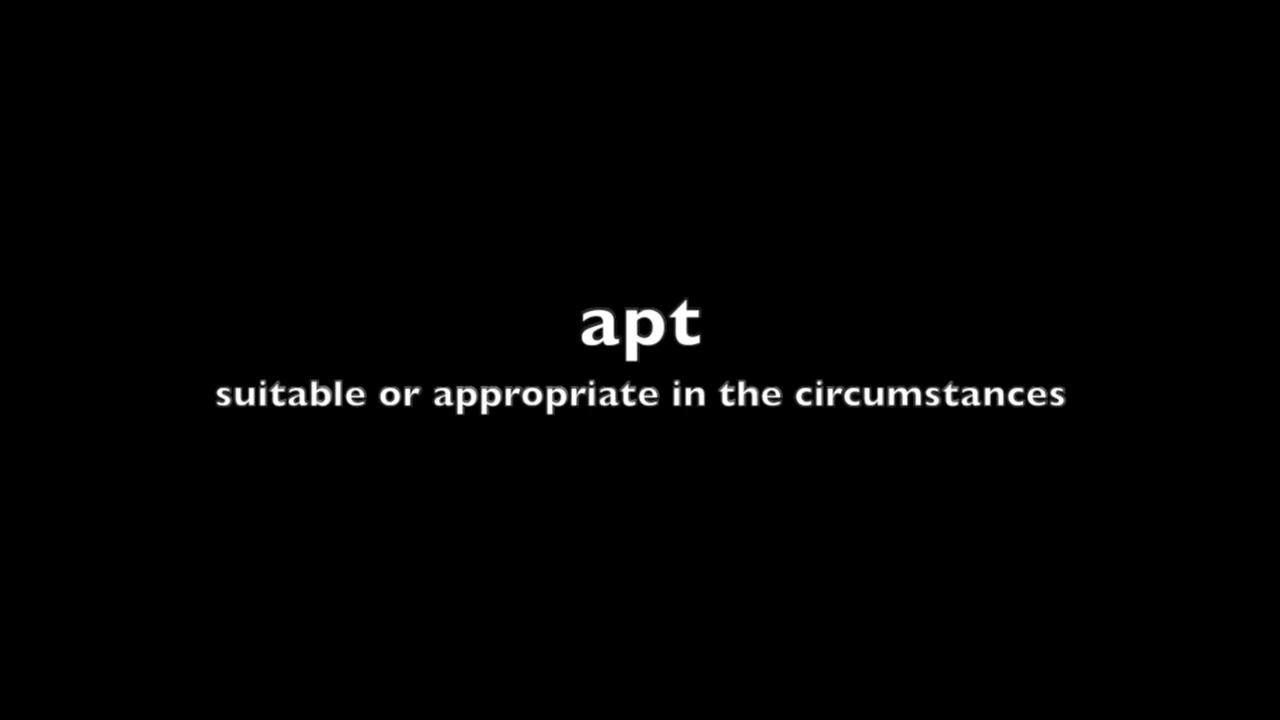 apt
suitable or appropriate in the circumstances